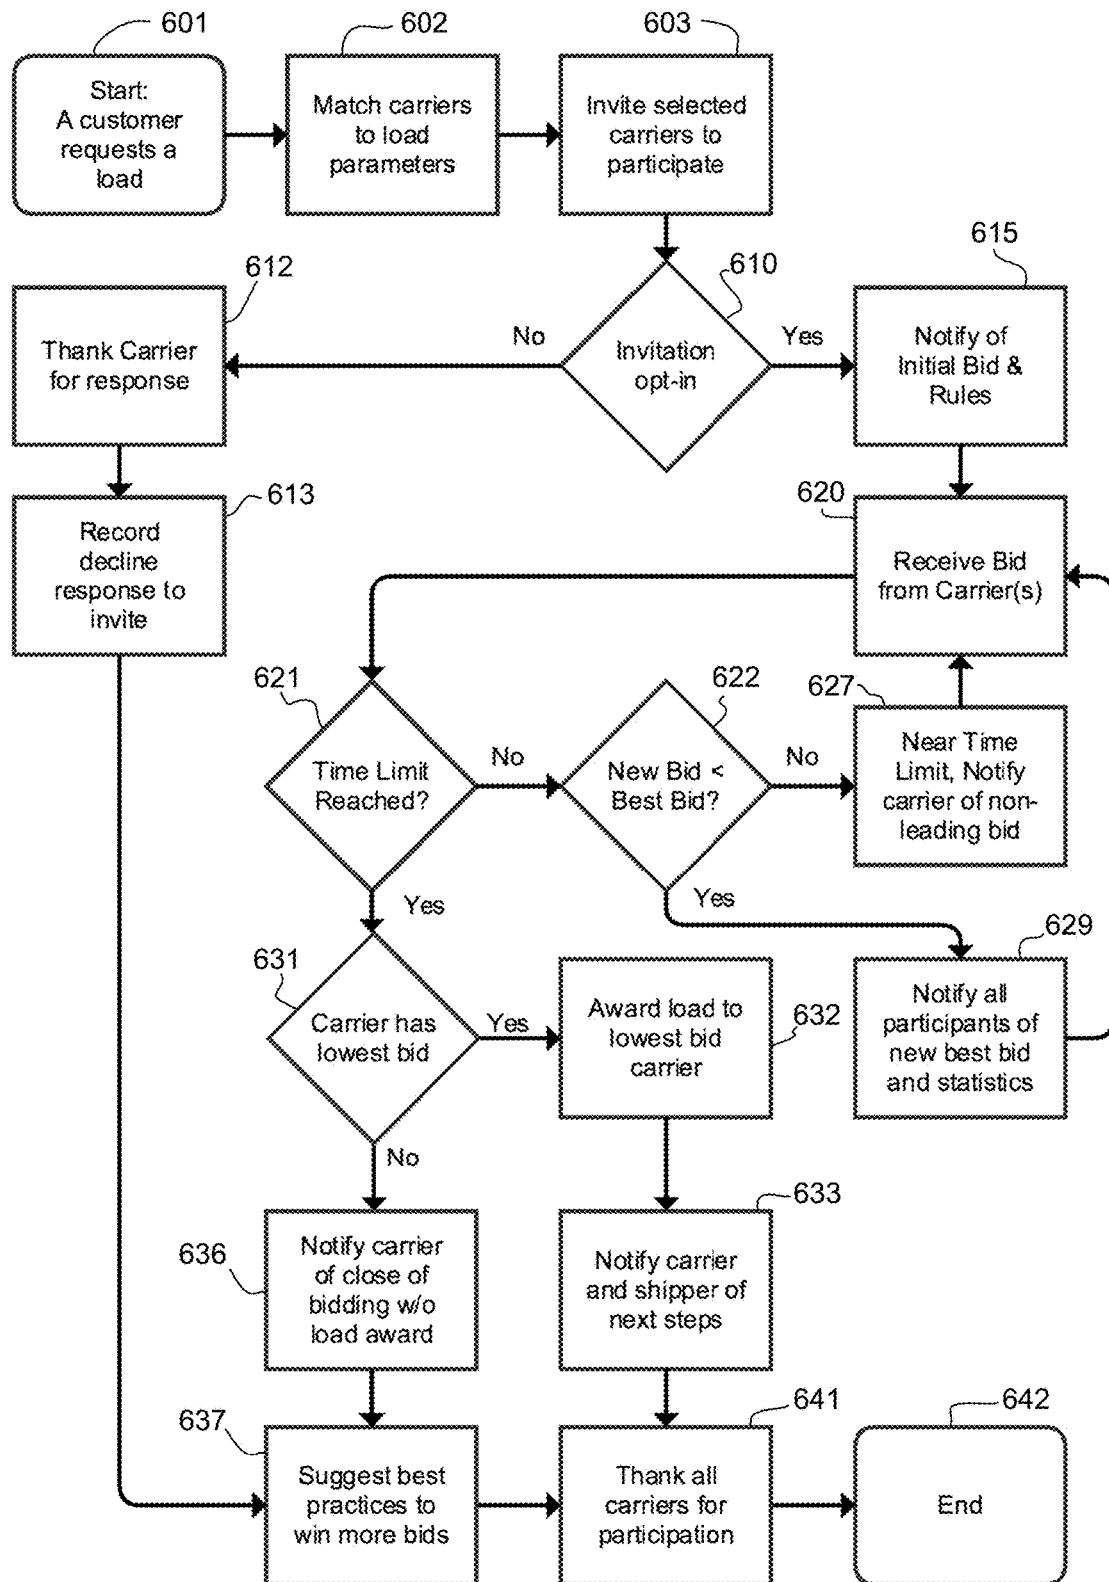 601
Start:
A customer
requests a
load
602
Match carriers
to load
parameters
603
Invite selected
carriers to
participate
610
Invitation
opt-in
No
Yes
612
Thank Carrier
for response
615
Notify of
Initial Bid &
Rules
613
Record
decline
response to
invite
620
Receive Bid
from Carrier(s)
621
Time Limit
Reached?
No
Yes
622
New Bid <
Best Bid?
No
Yes
627
Near Time
Limit, Notify
carrier of non-
leading bid
629
Notify all
participants of
new best bid
and statistics
631
Carrier has
lowest bid
Yes
No
632
Award load to
lowest bid
carrier
633
Notify carrier
and shipper of
next steps
636
Notify carrier
of close of
bidding w/o
load award
637
Suggest best
practices to
win more bids
641
Thank all
carriers for
participation
642
End